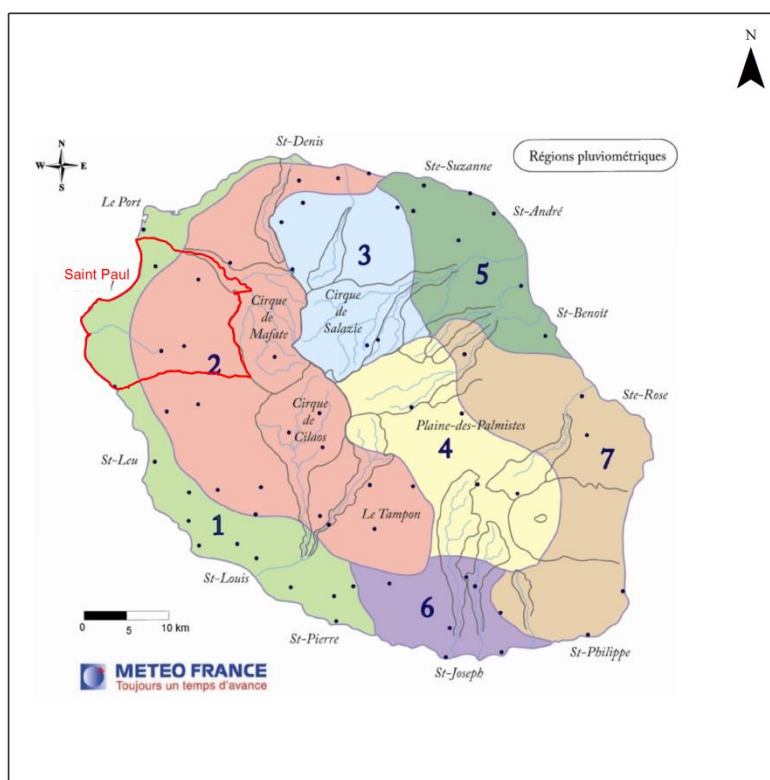 N
N
W
E
S
St-Denis
Ste-Suzanne
Régions pluviométriques
Le Port
St-André
Saint Paul
3
5
Cirque
de
Mafate
Cirque
de
Salazie
St-Benoit
2
Ste-Rose
Cirque
de
Cilaos
Plaine-des-Palmistes
4
7
St-Leu
1
Le Tampon
St-Louis
6
0
5
10 km
St-Pierre
St-Philippe
St-Joseph
METEO FRANCE
Toujours un temps d'avance